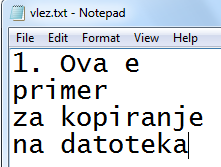 vlez.txt - Notepad
File Edit Format View Help
1. Ova e
primer
za kopiranje
na datoteka